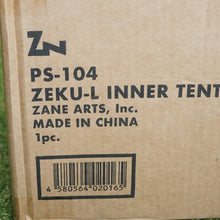 ZN
PS-104
ZEKU-L INNER TENT
ZANE ARTS, Inc.
MADE IN CHINA
1pc.
4 580564 020165